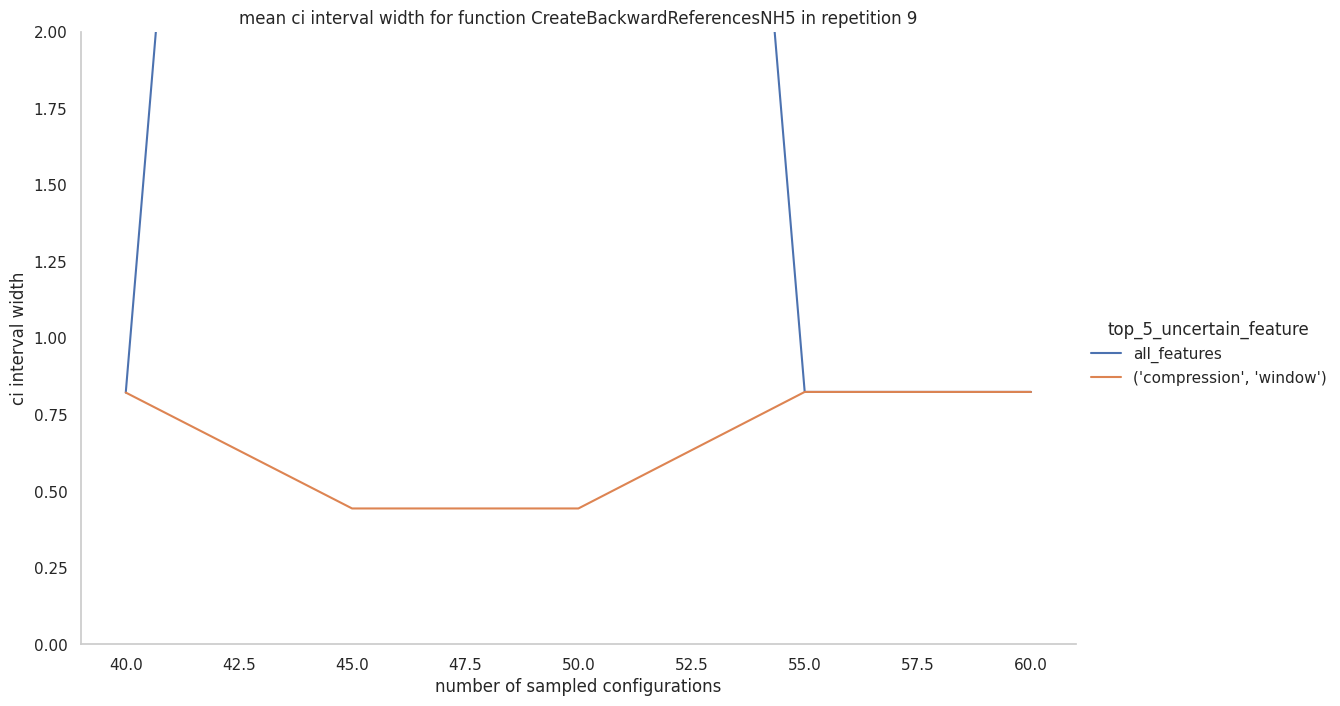 mean ci interval width for function CreateBackwardReferencesNH5 in repetition 9
2.00
1.75
1.50
1.25
1.00
0.75
0.50
0.25
0.00
ci interval width
40.0 42.5 45.0 47.5 50.0 52.5 55.0 57.5 60.0
number of sampled configurations
top_5_uncertain_feature
all_features
('compression', 'window')